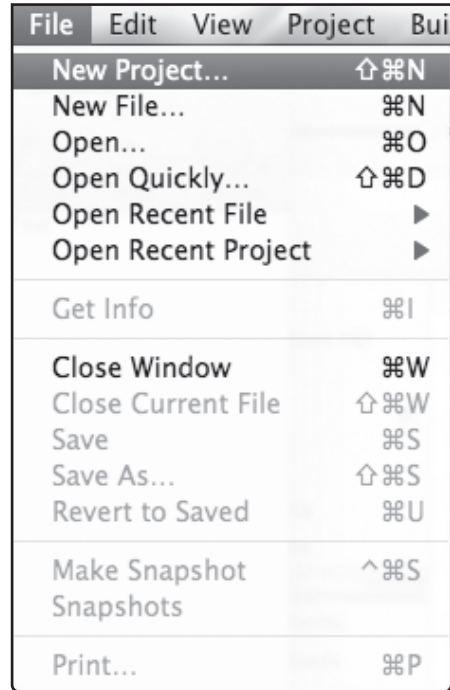 File Edit View Project Bui
New Project... ⇧⌘N
New File... ⌘N
Open... ⌘O
Open Quickly... ⇧⌘D
Open Recent File ▶
Open Recent Project ▶
Get Info ⌘I
Close Window ⌘W
Close Current File ⇧⌘W
Save ⌘S
Save As... ⇧⌘S
Revert to Saved ⌘U
Make Snapshot ^⌘S
Snapshots
Print... ⌘P